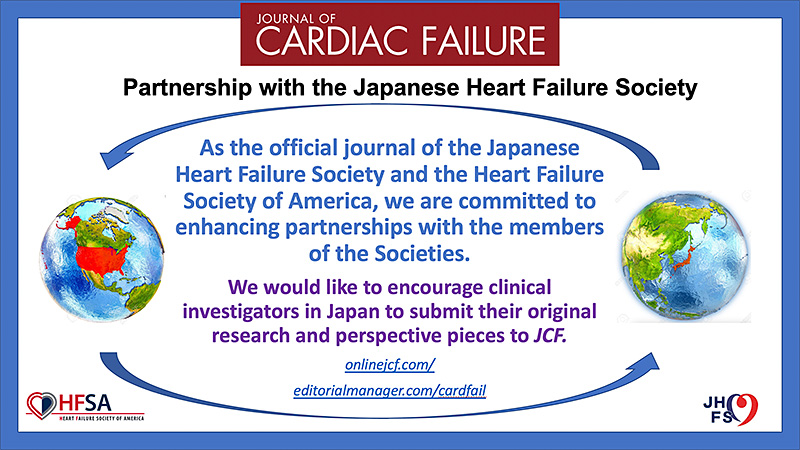 JOURNAL OF
CARDIAC FAILURE
Partnership with the Japanese Heart Failure Society
As the official journal of the Japanese
Heart Failure Society and the Heart Failure
Society of America, we are committed to
enhancing partnerships with the members
of the Societies.
We would like to encourage clinical
investigators in Japan to submit their original
research and perspective pieces to JCF.
onlinejcf.com/
editorialmanager.com/cardfail
HFSA
HEART FAILURE SOCIETY OF AMERICA
JH
FS